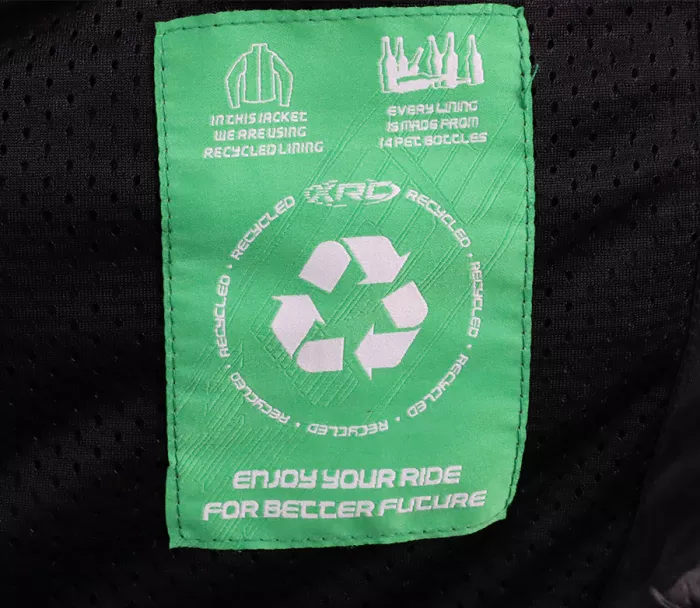 IN THIS JACKET
WE ARE USING
RECYCLED LINING
EVERY LINING
IS MADE FROM
14 PET BOTTLES
XRC
RECYCLED • RECYCLED • RECYCLED • RECYCLED • RECYCLED • RECYCLED • RECYCLED
ENJOY YOUR RIDE
FOR BETTER FUTURE